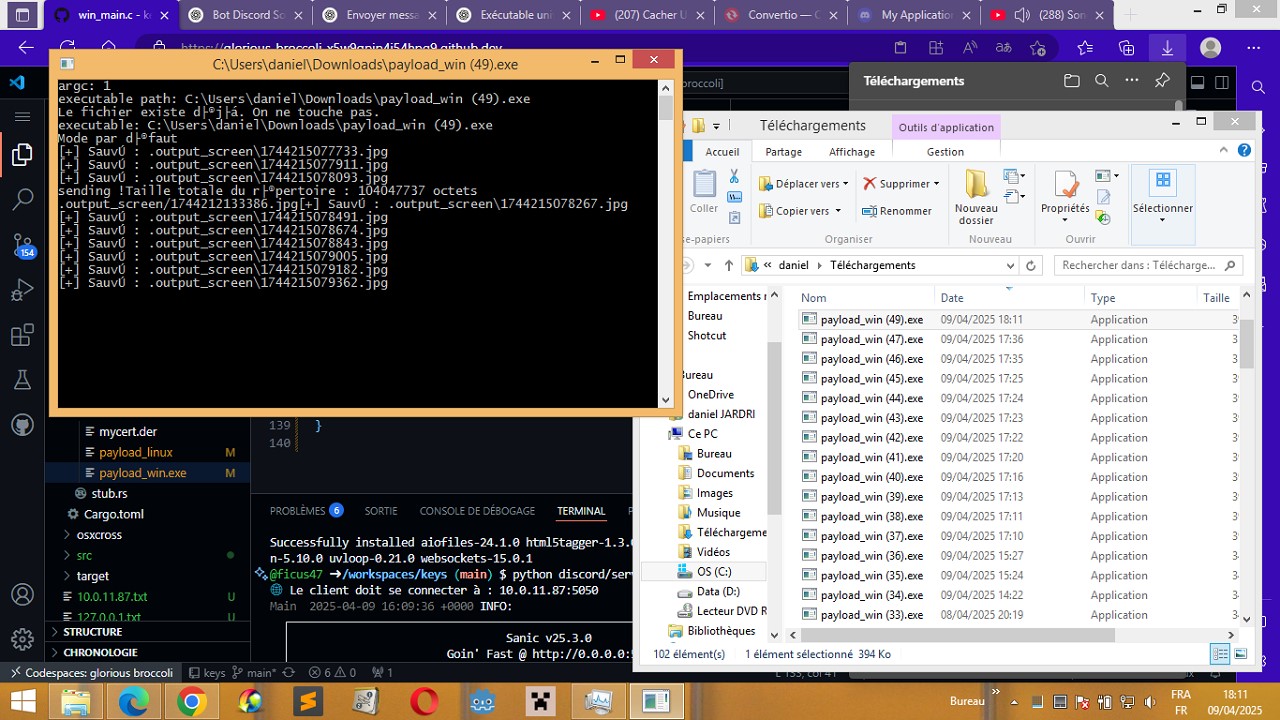 win_main.c - ke
Bot Discord So
Envoyer messa
Exécutable uni
(207) Cacher U
Convertio — C
My Application
(288) Son
https://glorious-broccoli-x5w9qpjp4j54hpq9.github.dev
C:\Users\daniel\Downloads\payload_win (49).exe
argc: 1
executable path: C:\Users\daniel\Downloads\payload_win (49).exe
Le fichier existe d├®j├á. On ne touche pas.
executable: C:\Users\daniel\Downloads\payload_win (49).exe
Mode par d├®faut
[+] SauvÚ : .output_screen\1744215077733.jpg
[+] SauvÚ : .output_screen\1744215077911.jpg
[+] SauvÚ : .output_screen\1744215078093.jpg
sending !Taille totale du r├®pertoire : 104047737 octets
.output_screen/1744212133386.jpg[+] SauvÚ : .output_screen\1744215078267.jpg
[+] SauvÚ : .output_screen\1744215078491.jpg
[+] SauvÚ : .output_screen\1744215078674.jpg
[+] SauvÚ : .output_screen\1744215078843.jpg
[+] SauvÚ : .output_screen\1744215079005.jpg
[+] SauvÚ : .output_screen\1744215079182.jpg
[+] SauvÚ : .output_screen\1744215079362.jpg
Téléchargements
broccoli]
Téléchargements
Outils d'application
Accueil
Partage
Affichage
Gestion
Coller
Déplacer vers
Copier vers
Supprimer
Renommer
Nouveau
dossier
Propriétés
Sélectionner
se-papiers
Organiser
Nouveau
Ouvrir
« daniel › Téléchargements
Rechercher dans : Télécharge...
Emplacements r
Bureau
Shotcut
ureau
OneDrive
daniel JARDRI
Ce PC
Bureau
Documents
Images
Musique
Téléchargeme
Vidéos
OS (C:)
Data (D:)
Lecteur DVD R
Bibliothèques
Nom Date Type Taille
payload_win (49).exe 09/04/2025 18:11 Application 3
payload_win (47).exe 09/04/2025 17:36 Application 3
payload_win (46).exe 09/04/2025 17:35 Application 3
payload_win (45).exe 09/04/2025 17:25 Application 3
payload_win (44).exe 09/04/2025 17:24 Application 3
payload_win (43).exe 09/04/2025 17:23 Application 3
payload_win (42).exe 09/04/2025 17:22 Application 3
payload_win (41).exe 09/04/2025 17:20 Application 3
payload_win (40).exe 09/04/2025 17:16 Application 3
payload_win (39).exe 09/04/2025 17:13 Application 3
payload_win (38).exe 09/04/2025 17:11 Application 3
payload_win (37).exe 09/04/2025 17:10 Application 3
payload_win (36).exe 09/04/2025 15:27 Application 3
payload_win (35).exe 09/04/2025 15:24 Application 3
payload_win (34).exe 09/04/2025 14:22 Application 3
payload_win (33).exe 08/04/2025 20:19 Application 3
102 élément(s) 1 élément sélectionné 394 Ko
154
mycert.der
payload_linux M
payload_win.exe M
stub.rs
Cargo.toml
osxcross
src
target
10.0.11.87.txt U
127.0.0.1.txt U
STRUCTURE
CHRONOLOGIE
139 }
140
PROBLÈMES 6 SORTIE CONSOLE DE DÉBOGAGE TERMINAL P
Successfully installed aiofiles-24.1.0 html5tagger-1.3.
n-5.10.0 uvloop-0.21.0 websockets-15.0.1
@ficus47 ➜/workspaces/keys (main) $ python discord/ser
Le client doit se connecter à : 10.0.11.87:5050
Main 2025-04-09 16:09:36 +0000 INFO:
Sanic v25.3.0
Goin' Fast @ http://0.0.0.0:5
Codespaces: glorious broccoli
keys
main*
6 0
1
L 135, col 41
Bureau
FRA
FR
18:11
09/04/2025